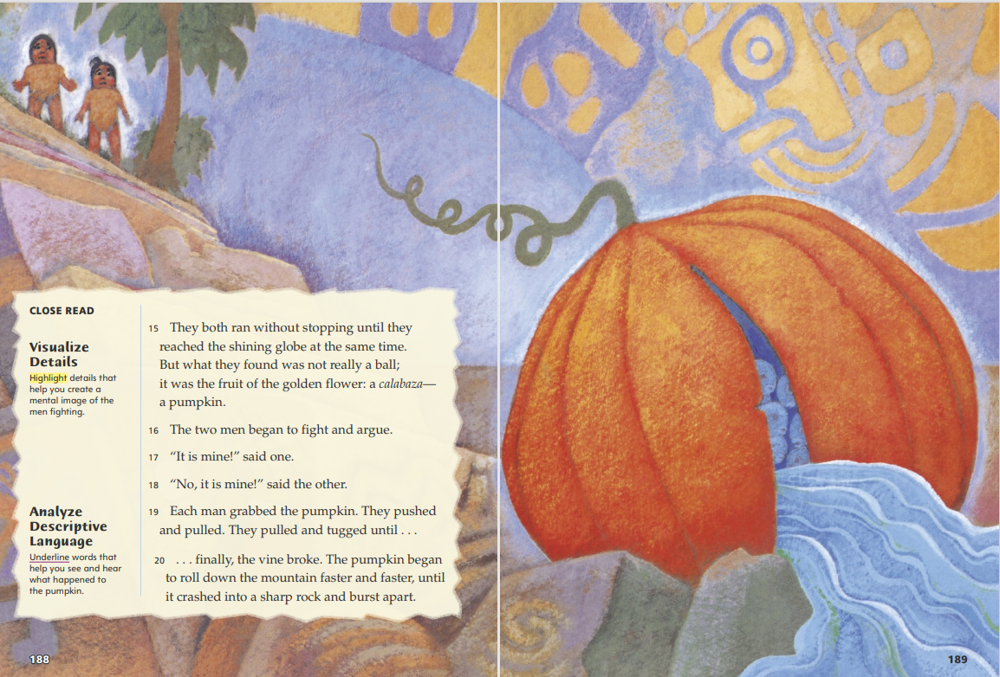 CLOSE READ
Visualize
Details
Highlight details that
help you create a
mental image of the
men fighting.
15 They both ran without stopping until they
reached the shining globe at the same time.
But what they found was not really a ball;
it was the fruit of the golden flower: a calabaza—
a pumpkin.
16 The two men began to fight and argue.
17 “It is mine!” said one.
18 “No, it is mine!” said the other.
Analyze
Descriptive
Language
Underline words that
help you see and hear
what happened to
the pumpkin.
19 Each man grabbed the pumpkin. They pushed
and pulled. They pulled and tugged until . . .
20 . . . finally, the vine broke. The pumpkin began
to roll down the mountain faster and faster, until
it crashed into a sharp rock and burst apart.
188
189